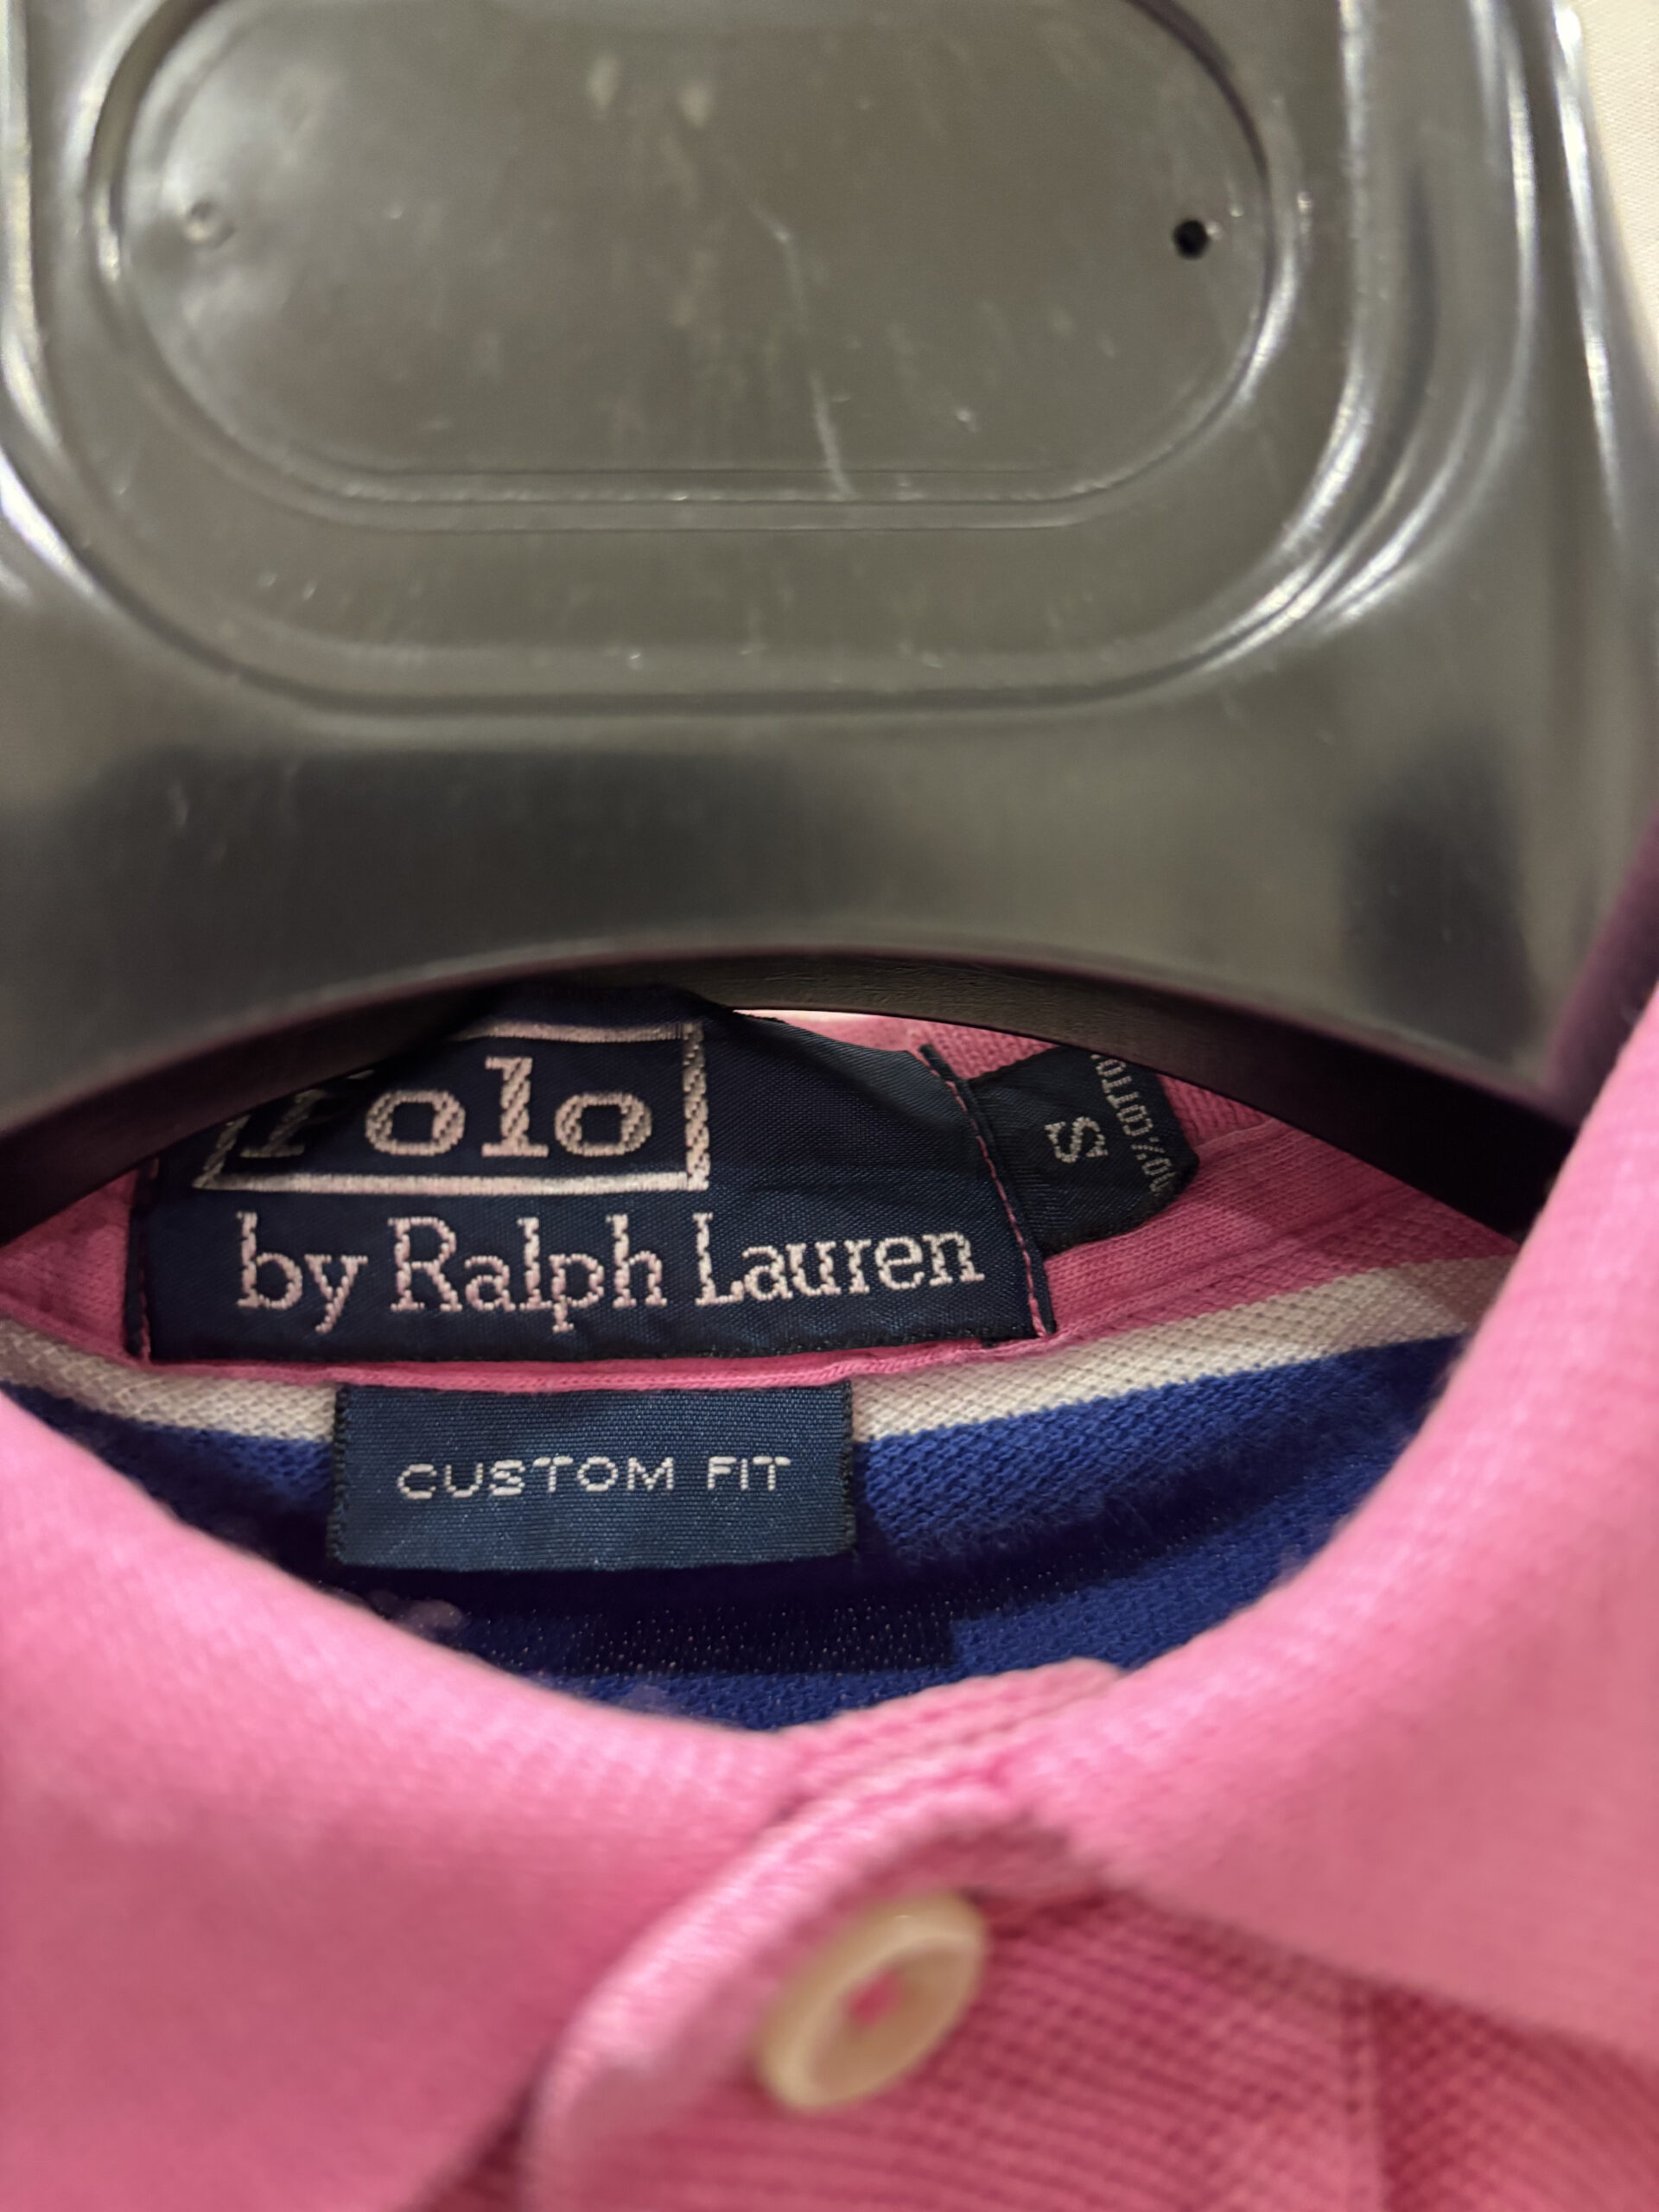 Polo
by Ralph Lauren
S
CUSTOM FIT